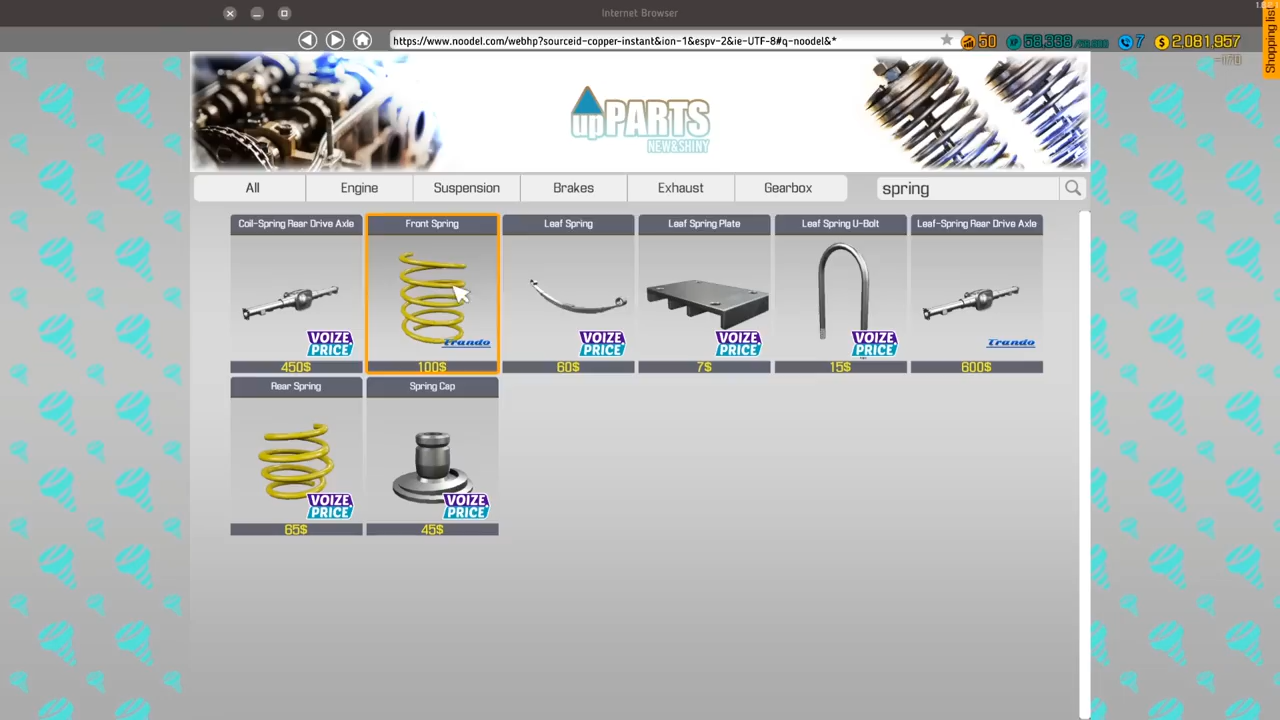 Internet Browser
https://www.noodel.com/webhp?sourceid-copper-instant&ion-1&espv-2&ie-UTF-8#q-noodel&*
50
58,338
7
$ 2,081,957
Shopping list
upPARTS
NEW&SHINY
All
Engine
Suspension
Brakes
Exhaust
Gearbox
spring
Coil-Spring Rear Drive Axle
Front Spring
Leaf Spring
Leaf Spring Plate
Leaf Spring U-Bolt
Leaf-Spring Rear Drive Axle
VOIZE PRICE
Trando
VOIZE PRICE
VOIZE PRICE
VOIZE PRICE
Trando
450$
100$
60$
7$
15$
600$
Rear Spring
Spring Cap
VOIZE PRICE
VOIZE PRICE
65$
45$